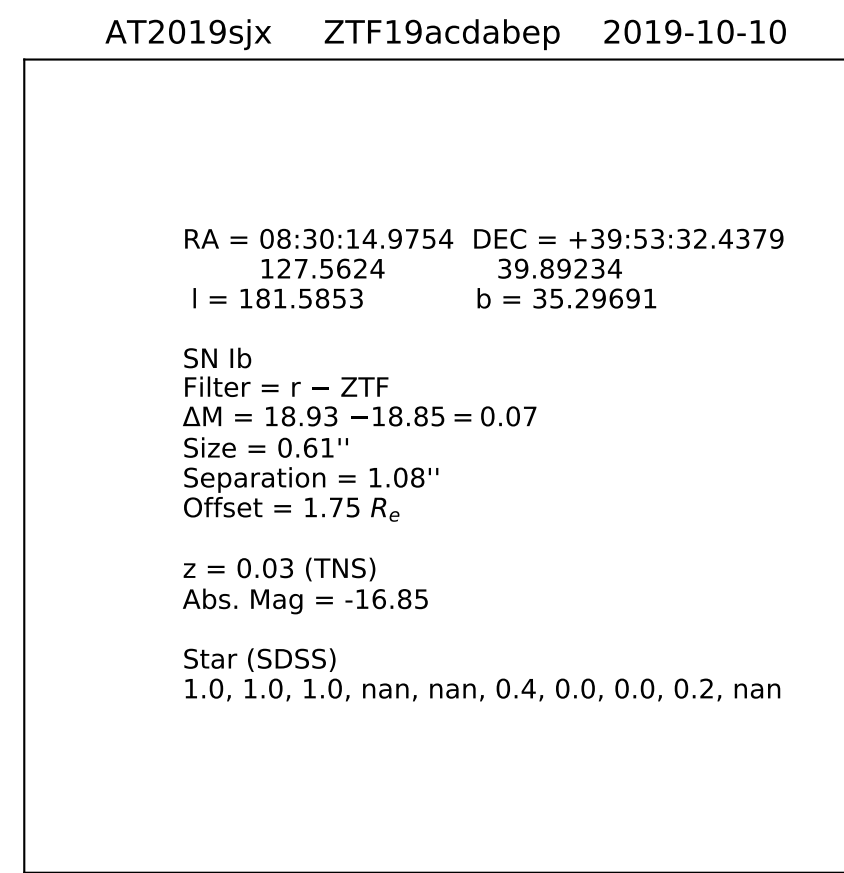 AT2019sjx ZTF19acdabep 2019-10-10
RA = 08:30:14.9754 DEC = +39:53:32.4379
127.5624 39.89234
l = 181.5853 b = 35.29691
SN Ib
Filter = r − ZTF
ΔM = 18.93 −18.85 = 0.07
Size = 0.61''
Separation = 1.08''
Offset = 1.75 Rₑ
z = 0.03 (TNS)
Abs. Mag = -16.85
Star (SDSS)
1.0, 1.0, 1.0, nan, nan, 0.4, 0.0, 0.0, 0.2, nan